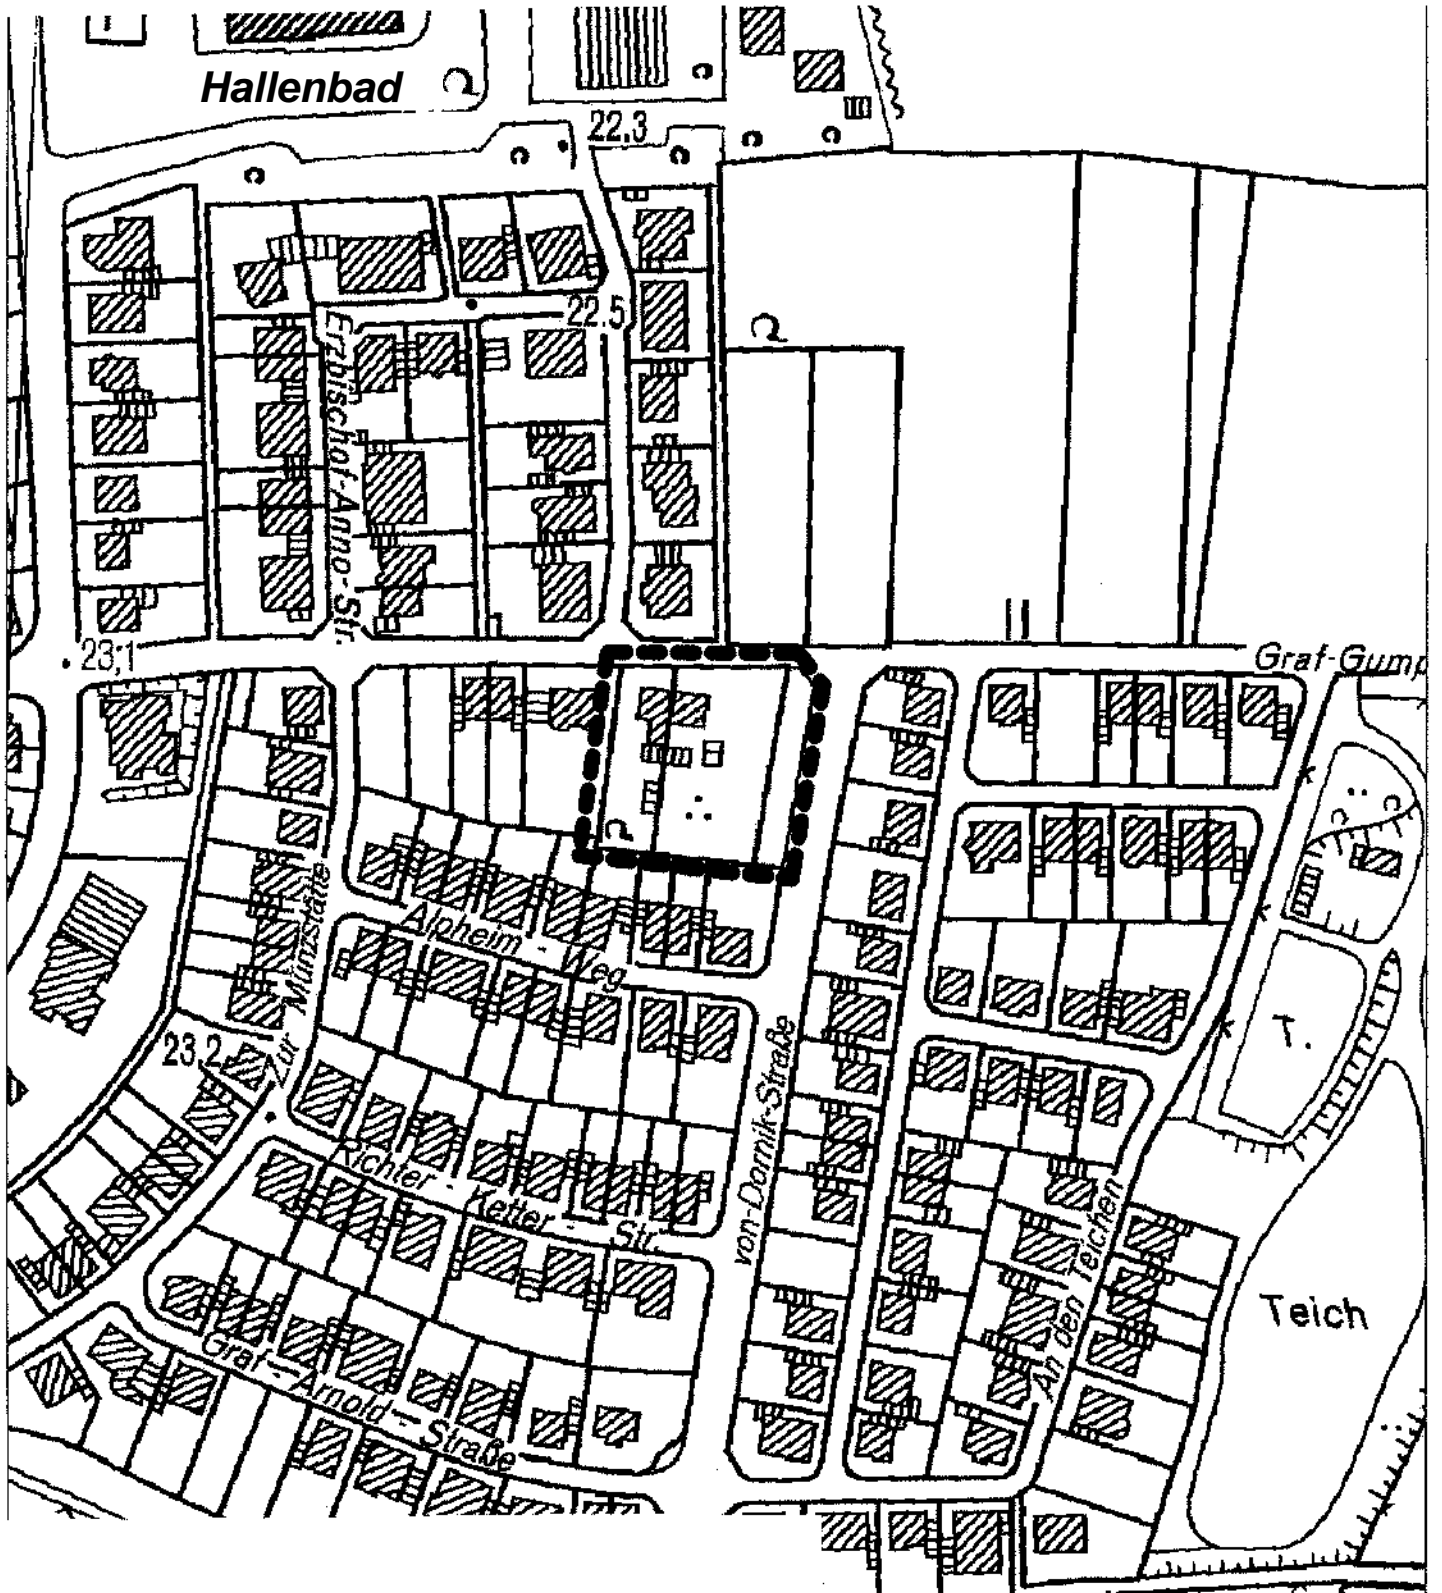 Hallenbad
22.3
22.5
Erzbischof-Anno-Str.
23,1
Graf-Gump
Alpheim - Weg
Zur Münzstätte
T.
23.2
von-Dornik-Straße
Richter - Ketter - Str.
An den Teichen
Teich
Graf - Arnold - Straße